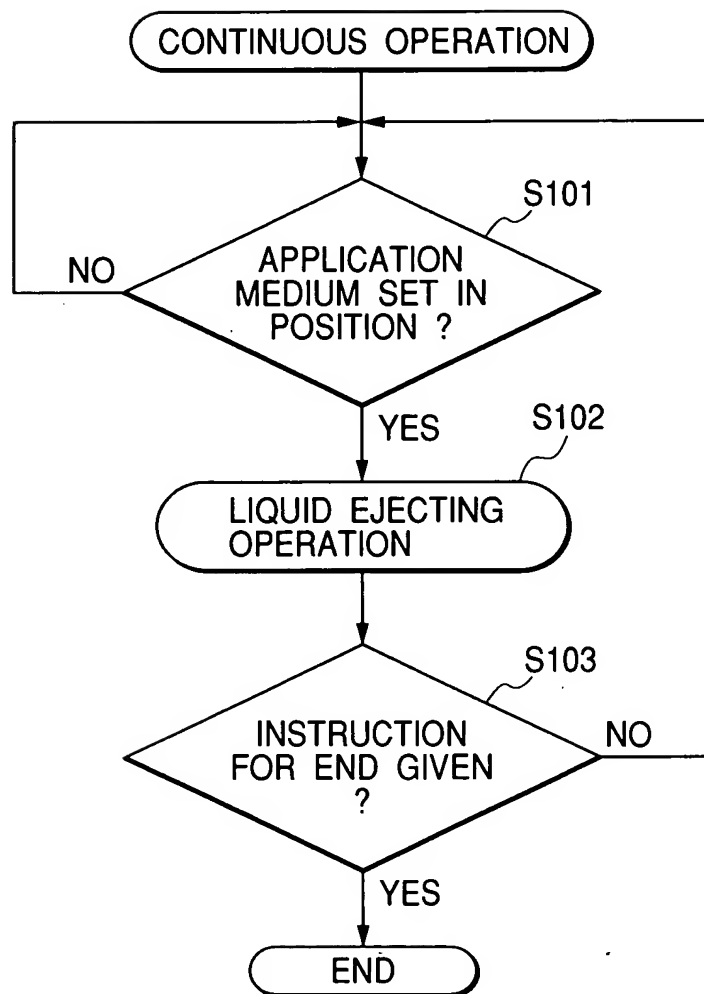 CONTINUOUS OPERATION
S101
APPLICATION
MEDIUM SET IN
POSITION ?
NO
YES
S102
LIQUID EJECTING
OPERATION
S103
INSTRUCTION
FOR END GIVEN
?
NO
YES
END